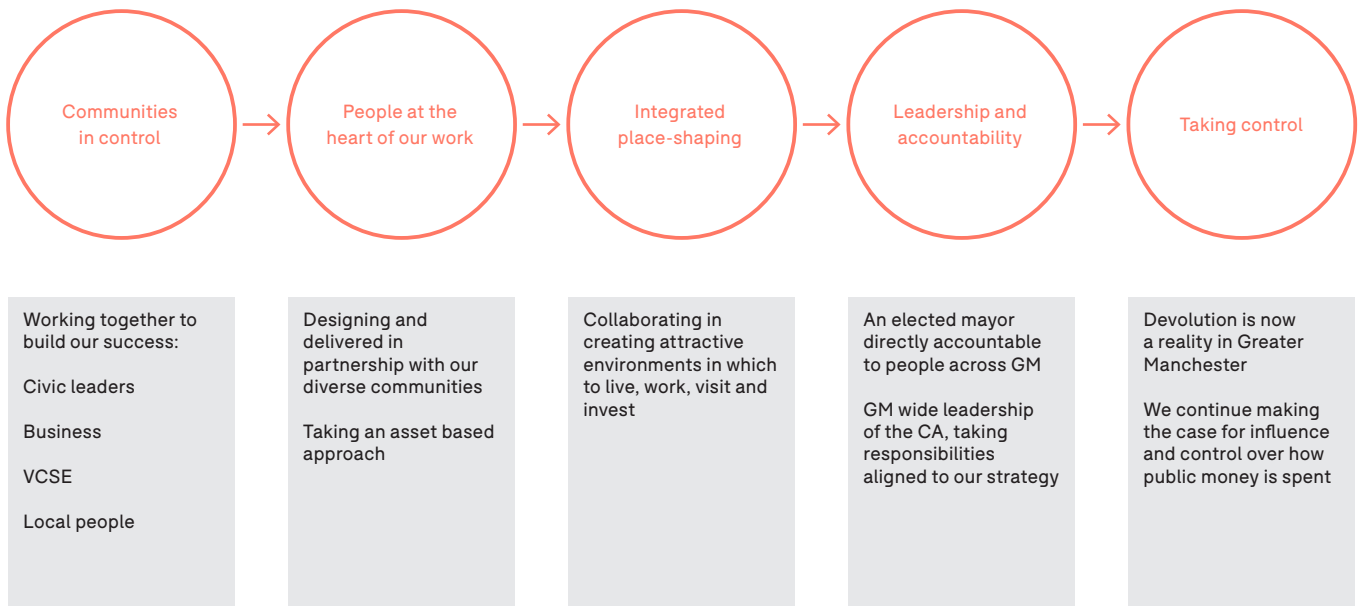 Communities
in control
People at the
heart of our work
Integrated
place-shaping
Leadership and
accountability
Taking control
Working together to
build our success:
Civic leaders
Business
VCSE
Local people
Designing and
delivered in
partnership with our
diverse communities
Taking an asset based
approach
Collaborating in
creating attractive
environments in which
to live, work, visit and
invest
An elected mayor
directly accountable
to people across GM
GM wide leadership
of the CA, taking
responsibilities
aligned to our strategy
Devolution is now
a reality in Greater
Manchester
We continue making
the case for influence
and control over how
public money is spent